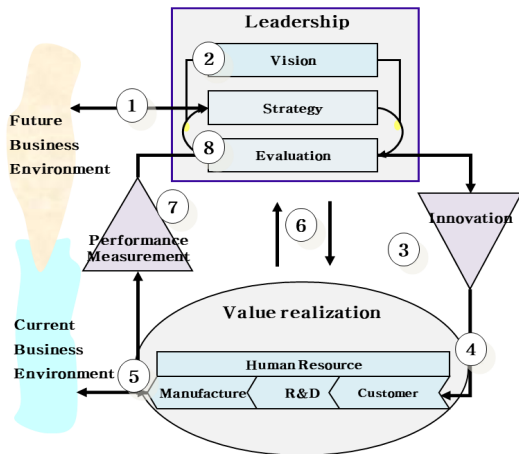 Leadership
2
Vision
1
Strategy
8
Evaluation
Future
Business
Environment
7
Performance
Measurement
6
3
Innovation
Value realization
Current
Business
Environment
5
4
Human Resource
Manufacture
R&D
Customer